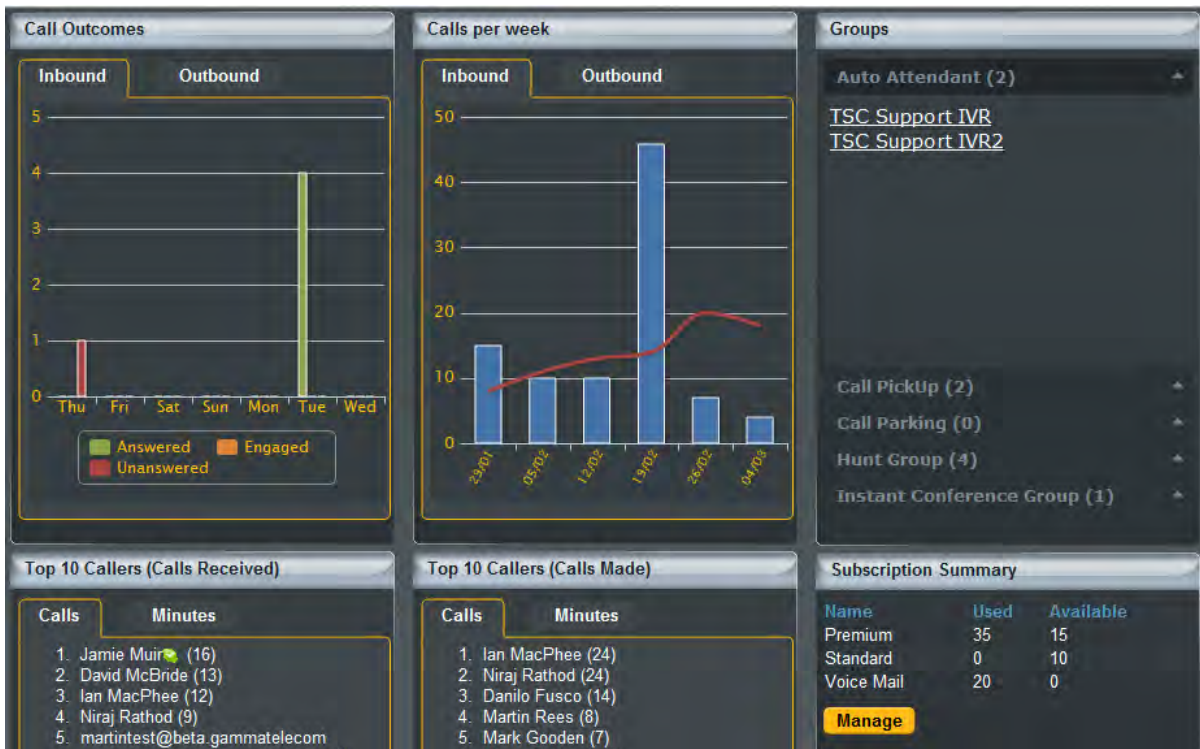 Call Outcomes
Inbound Outbound
5
4
3
2
1
0
Thu Fri Sat Sun Mon Tue Wed
Answered Engaged
Unanswered
Calls per week
Inbound Outbound
50
40
30
20
10
0
29/01 05/02 12/02 19/02 26/02 04/03
Groups
Auto Attendant (2)
TSC Support IVR
TSC Support IVR2
Call PickUp (2)
Call Parking (0)
Hunt Group (4)
Instant Conference Group (1)
Top 10 Callers (Calls Received)
Calls Minutes
1. Jamie Muir (16)
2. David McBride (13)
3. Ian MacPhee (12)
4. Niraj Rathod (9)
5. martintest@beta.gammatelecom
Top 10 Callers (Calls Made)
Calls Minutes
1. Ian MacPhee (24)
2. Niraj Rathod (24)
3. Danilo Fusco (14)
4. Martin Rees (8)
5. Mark Gooden (7)
Subscription Summary
Name Used Available
Premium 35 15
Standard 0 10
Voice Mail 20 0
Manage